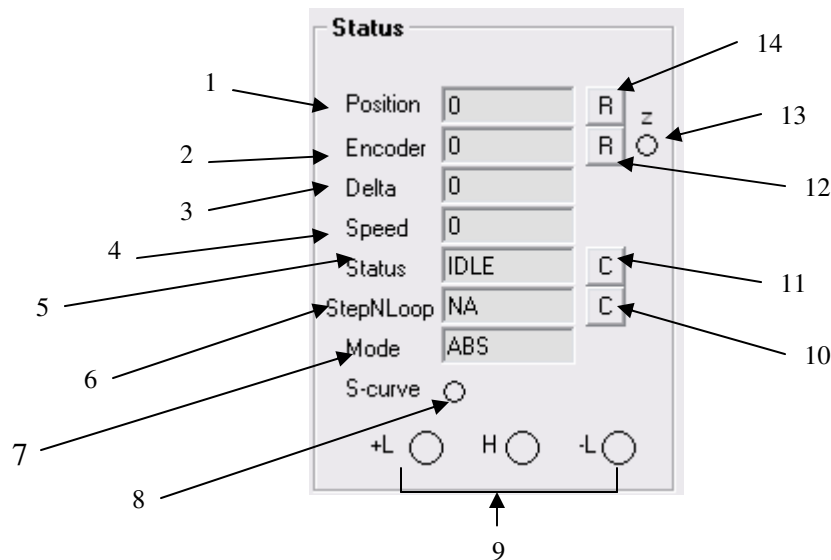 Status
14
1
Position 0 R
z
13
2
Encoder 0 R
12
3
Delta 0
4
Speed 0
5
Status IDLE C
11
6
StepNLoop NA C
10
7
Mode ABS
S-curve
8
+L H -L
9